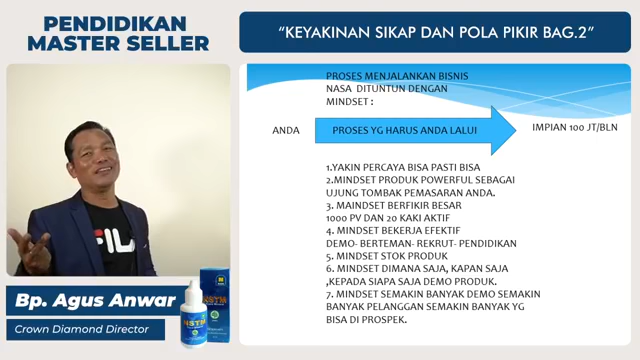 PENDIDIKAN
MASTER SELLER
“KEYAKINAN SIKAP DAN POLA PIKIR BAG.2”
PROSES MENJALANKAN BISNIS
NASA DITUNTUN DENGAN
MINDSET :
ANDA
PROSES YG HARUS ANDA LALUI
IMPIAN 100 JT/BLN
1.YAKIN PERCAYA BISA PASTI BISA
2.MINDSET PRODUK POWERFUL SEBAGAI
UJUNG TOMBAK PEMASARAN ANDA.
3. MAINDSET BERFIKIR BESAR
1000 PV DAN 20 KAKI AKTIF
4. MINDSET BEKERJA EFEKTIF
DEMO- BERTEMAN- REKRUT- PENDIDIKAN
5. MINDSET STOK PRODUK
6. MINDSET DIMANA SAJA, KAPAN SAJA
,KEPADA SIAPA SAJA DEMO PRODUK.
7. MINDSET SEMAKIN BANYAK DEMO SEMAKIN
BANYAK PELANGGAN SEMAKIN BANYAK YG
BISA DI PROSPEK.
FILA
Bp. Agus Anwar
Crown Diamond Director